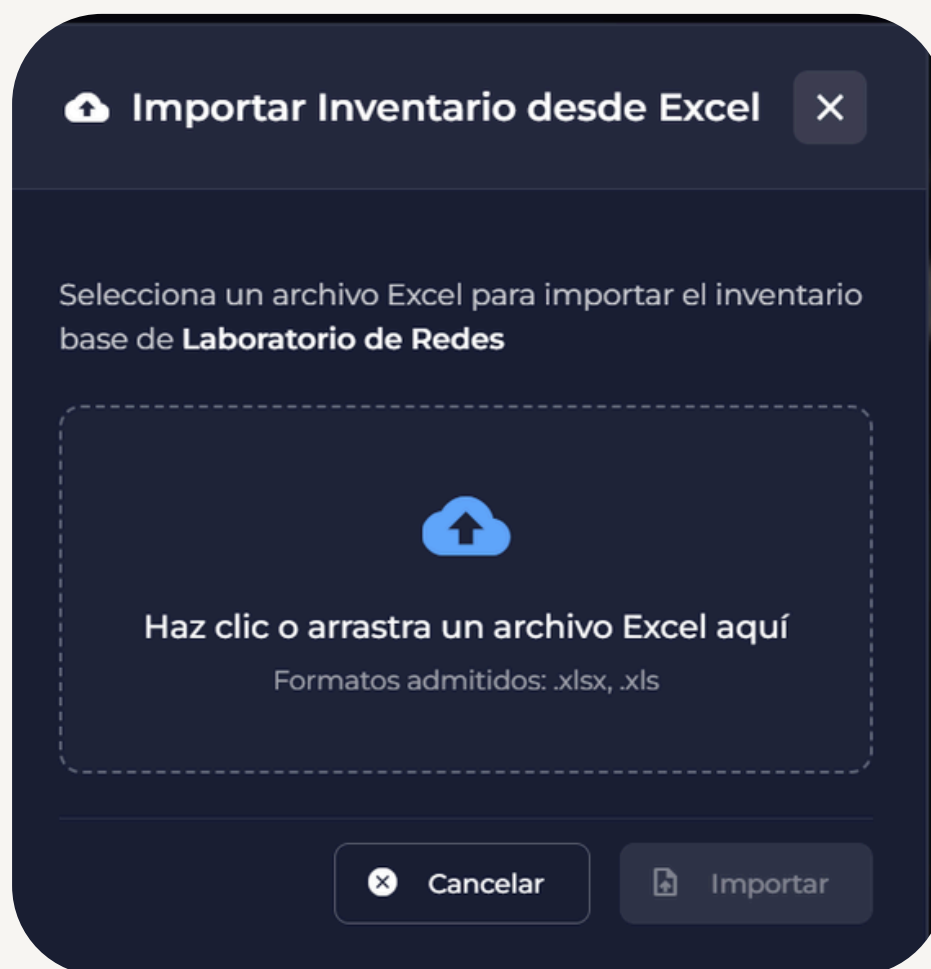 Importar Inventario desde Excel
Selecciona un archivo Excel para importar el inventario
base de Laboratorio de Redes
Haz clic o arrastra un archivo Excel aquí
Formatos admitidos: .xlsx, .xls
Cancelar
Importar